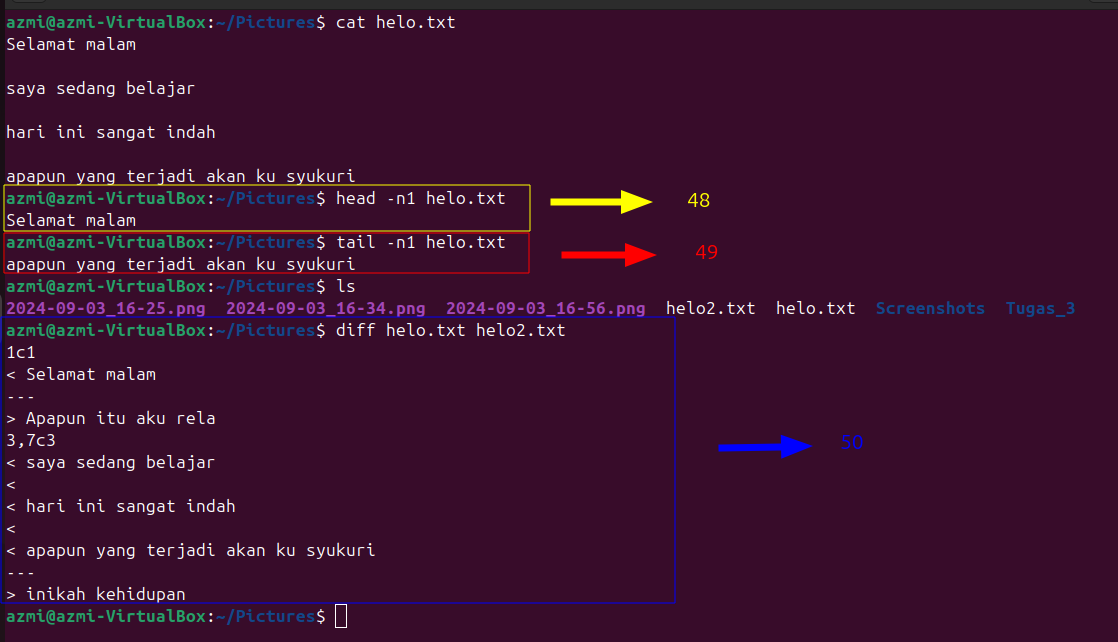 azmi@azmi-VirtualBox:~/Pictures$ cat helo.txt
Selamat malam
saya sedang belajar
hari ini sangat indah
apapun yang terjadi akan ku syukuri
azmi@azmi-VirtualBox:~/Pictures$ head -n1 helo.txt
48
Selamat malam
azmi@azmi-VirtualBox:~/Pictures$ tail -n1 helo.txt
49
apapun yang terjadi akan ku syukuri
azmi@azmi-VirtualBox:~/Pictures$ ls
2024-09-03_16-25.png  2024-09-03_16-34.png  2024-09-03_16-56.png  helo2.txt  helo.txt  Screenshots  Tugas_3
azmi@azmi-VirtualBox:~/Pictures$ diff helo.txt helo2.txt
1c1
< Selamat malam
---
> Apapun itu aku rela
3,7c3
50
< saya sedang belajar
<
< hari ini sangat indah
<
< apapun yang terjadi akan ku syukuri
---
> inikah kehidupan
azmi@azmi-VirtualBox:~/Pictures$